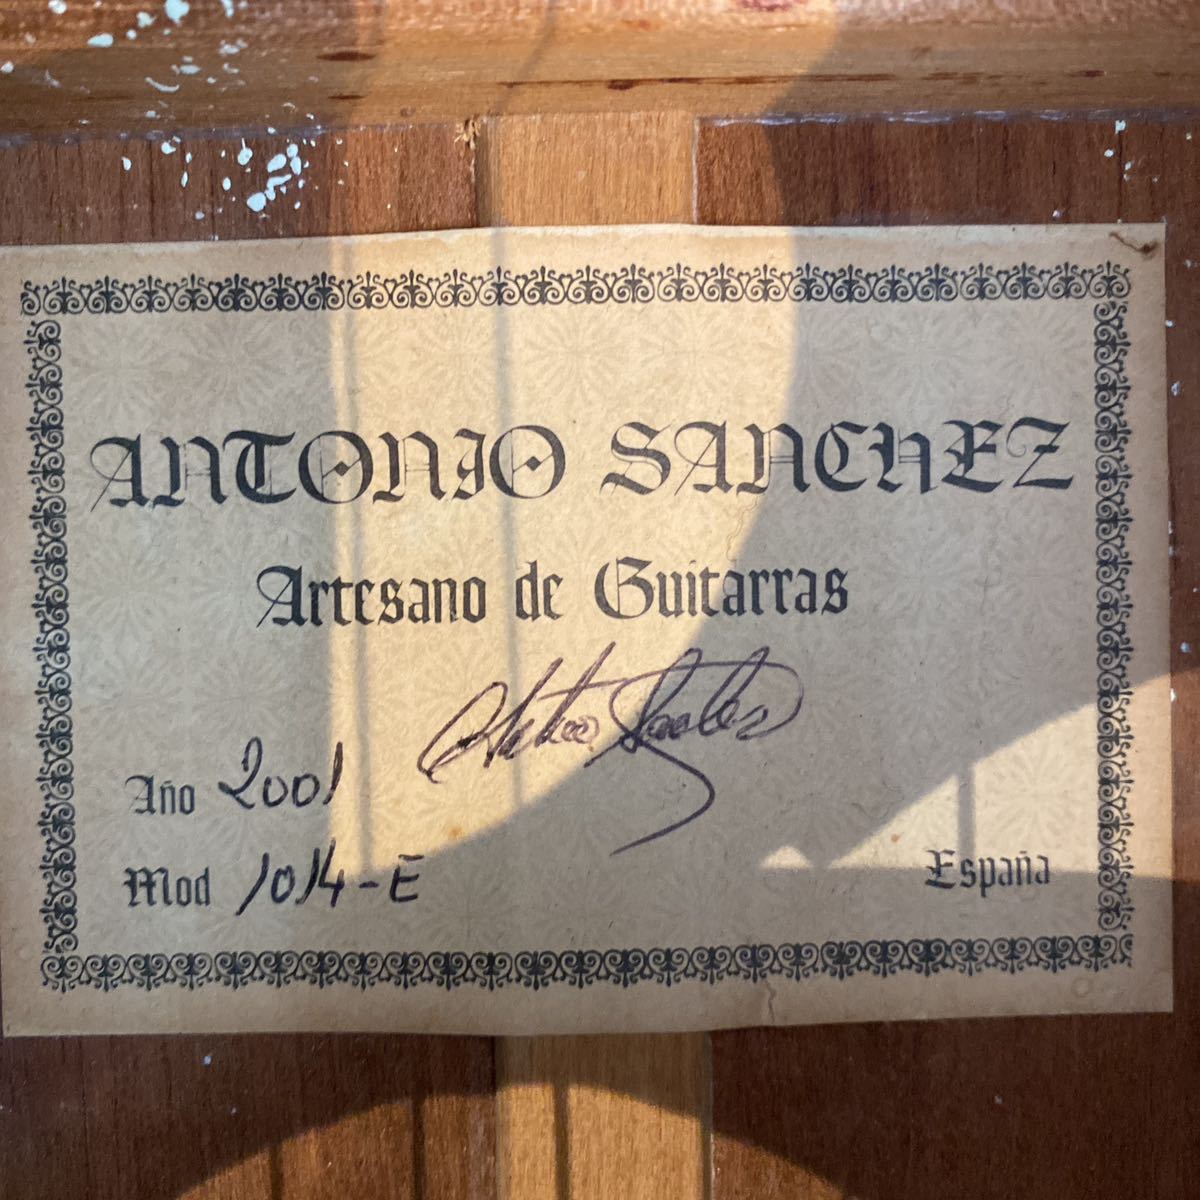 ANTONIO SANCHEZ
Artesano de Guitarras
Año 2001
Mod 1014-E
España